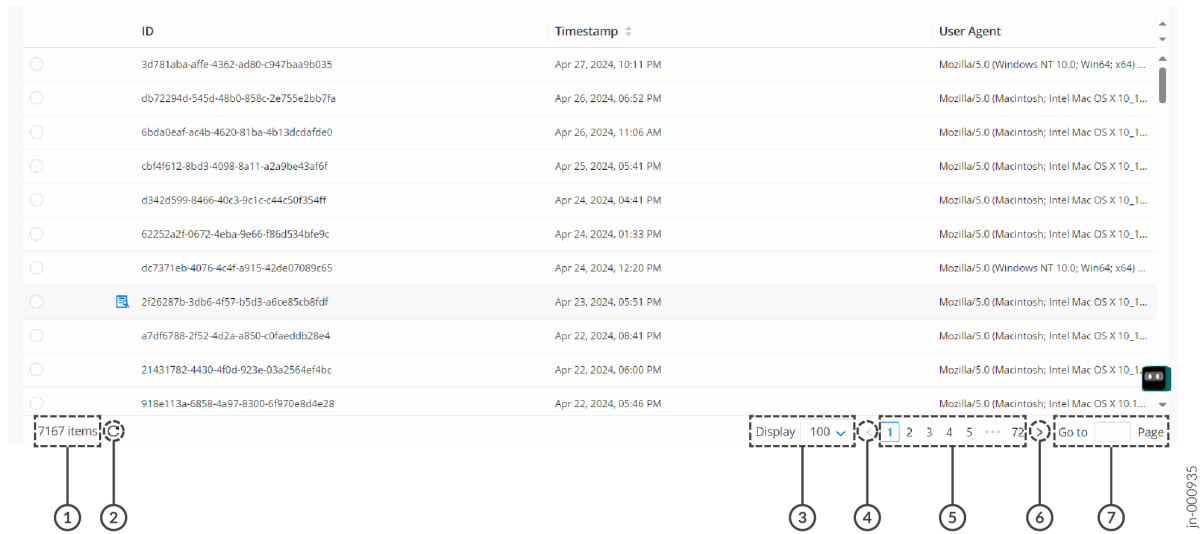 ID Timestamp User Agent
3d781aba-affe-4362-ad80-c947baa9b035 Apr 27, 2024, 10:11 PM Mozilla/5.0 (Windows NT 10.0; Win64; x64) ...
db72294d-545d-48b0-858c-2e755e2bb7fa Apr 26, 2024, 06:52 PM Mozilla/5.0 (Macintosh; Intel Mac OS X 10_1...
6bda0eaf-ac4b-4620-81ba-4b13dcdafde0 Apr 26, 2024, 11:06 AM Mozilla/5.0 (Macintosh; Intel Mac OS X 10_1...
cbf4f612-8bd3-4098-8a11-a2a9be43af6f Apr 25, 2024, 05:41 PM Mozilla/5.0 (Macintosh; Intel Mac OS X 10_1...
d342d599-8466-40c3-9c1c-c44c50f354ff Apr 24, 2024, 04:41 PM Mozilla/5.0 (Macintosh; Intel Mac OS X 10_1...
62252a2f-0672-4eba-9e66-f86d534bfe9c Apr 24, 2024, 01:33 PM Mozilla/5.0 (Macintosh; Intel Mac OS X 10_1...
dc7371eb-4076-4c4f-a915-42de07089c65 Apr 24, 2024, 12:20 PM Mozilla/5.0 (Windows NT 10.0; Win64; x64) ...
2f26287b-3db6-4f57-b5d3-a6ce85cb8fdf Apr 23, 2024, 05:51 PM Mozilla/5.0 (Macintosh; Intel Mac OS X 10_1...
a7df6788-2f52-4d2a-a850-c0faeddb28e4 Apr 22, 2024, 08:41 PM Mozilla/5.0 (Macintosh; Intel Mac OS X 10_1...
21431782-4430-4f0d-923e-03a2564ef4bc Apr 22, 2024, 06:00 PM Mozilla/5.0 (Macintosh; Intel Mac OS X 10_1...
918e113a-6858-4a97-8300-6f970e8d4e28 Apr 22, 2024, 05:46 PM Mozilla/5.0 (Macintosh; Intel Mac OS X 10.1...
7167 items Display 100 < 1 2 3 4 5 ••• 72 > Go to Page
1 2 3 4 5 6 7
jn-000935